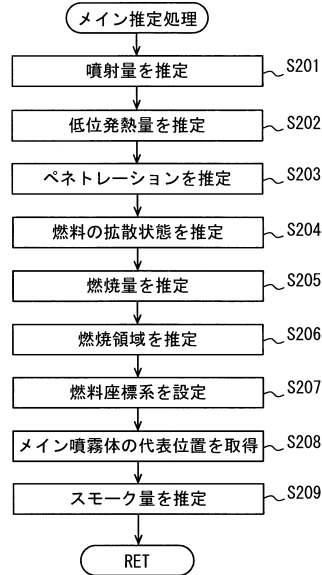 メイン推定処理
噴射量を推定
S201
低位発熱量を推定
S202
ペネトレーションを推定
S203
燃料の拡散状態を推定
S204
燃焼量を推定
S205
燃焼領域を推定
S206
燃料座標系を設定
S207
メイン噴霧体の代表位置を取得
S208
スモーク量を推定
S209
RET